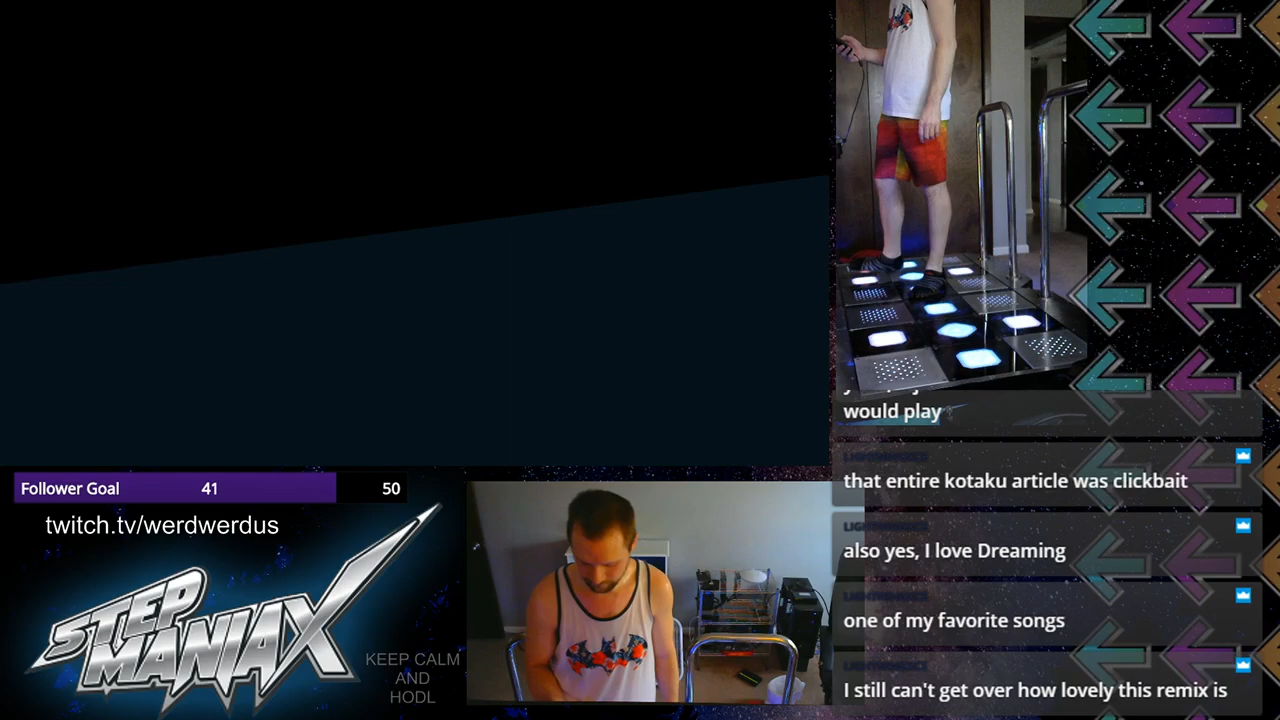 would play
that entire kotaku article was clickbait
also yes, I love Dreaming
one of my favorite songs
I still can't get over how lovely this remix is
Follower Goal 41 50
twitch.tv/werdwerdus
STEP
MANIAX
KEEP CALM
AND
HODL